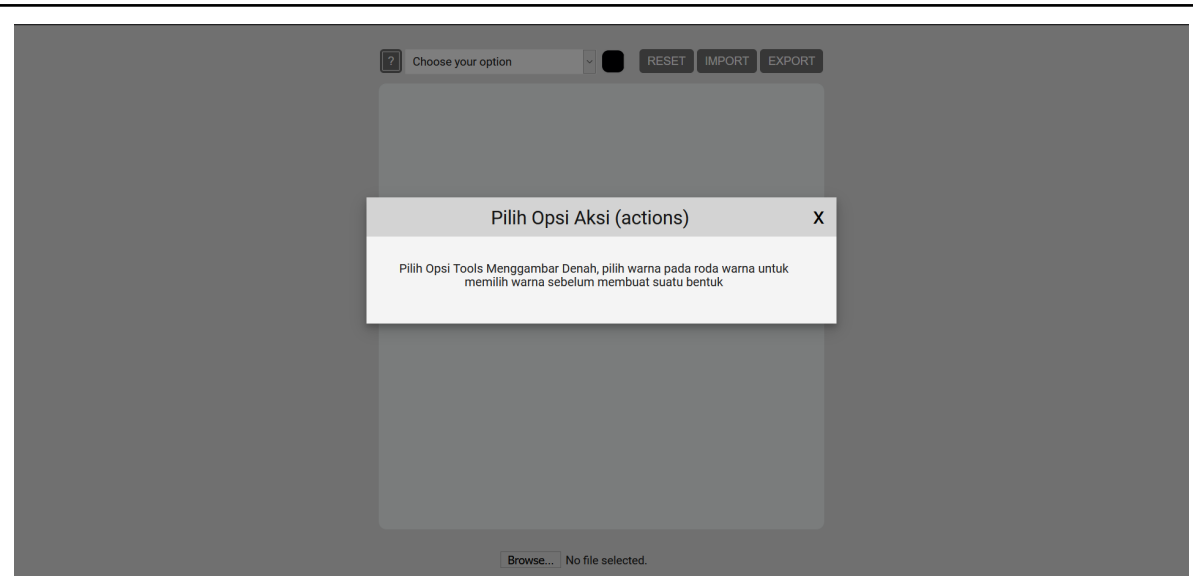 ? Choose your option RESET IMPORT EXPORT
Pilih Opsi Aksi (actions) X
Pilih Opsi Tools Menggambar Denah, pilih warna pada roda warna untuk
memilih warna sebelum membuat suatu bentuk
Browse... No file selected.